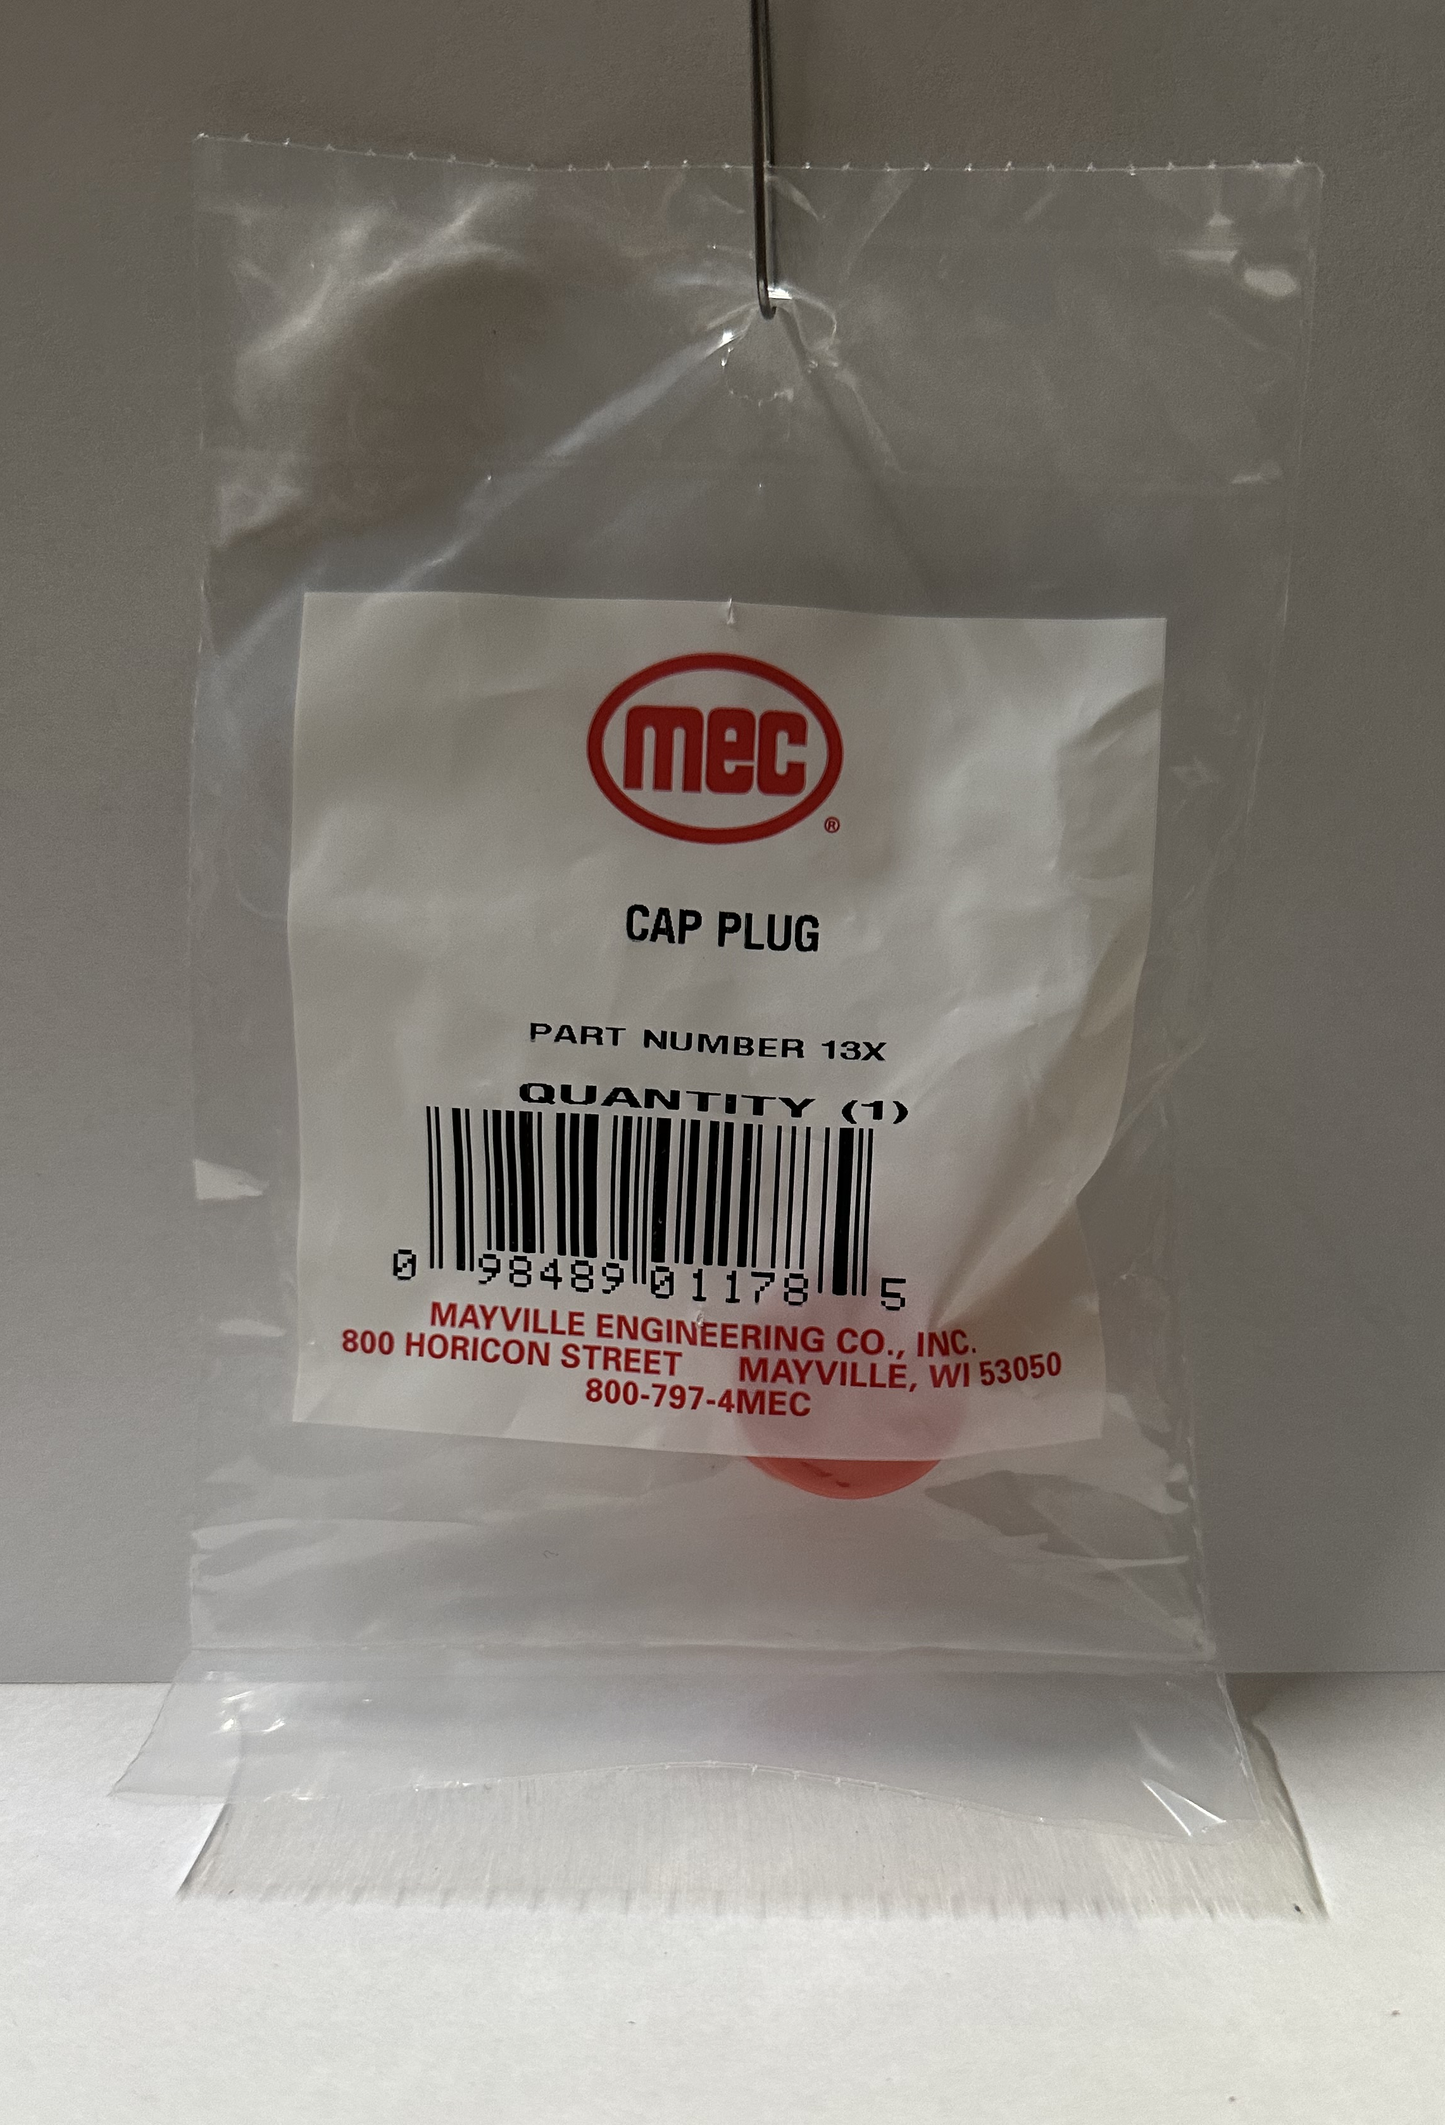 mec®
CAP PLUG
PART NUMBER 13X
QUANTITY (1)
0 98489 01178 5
MAYVILLE ENGINEERING CO., INC.
800 HORICON STREET MAYVILLE, WI 53050
800-797-4MEC